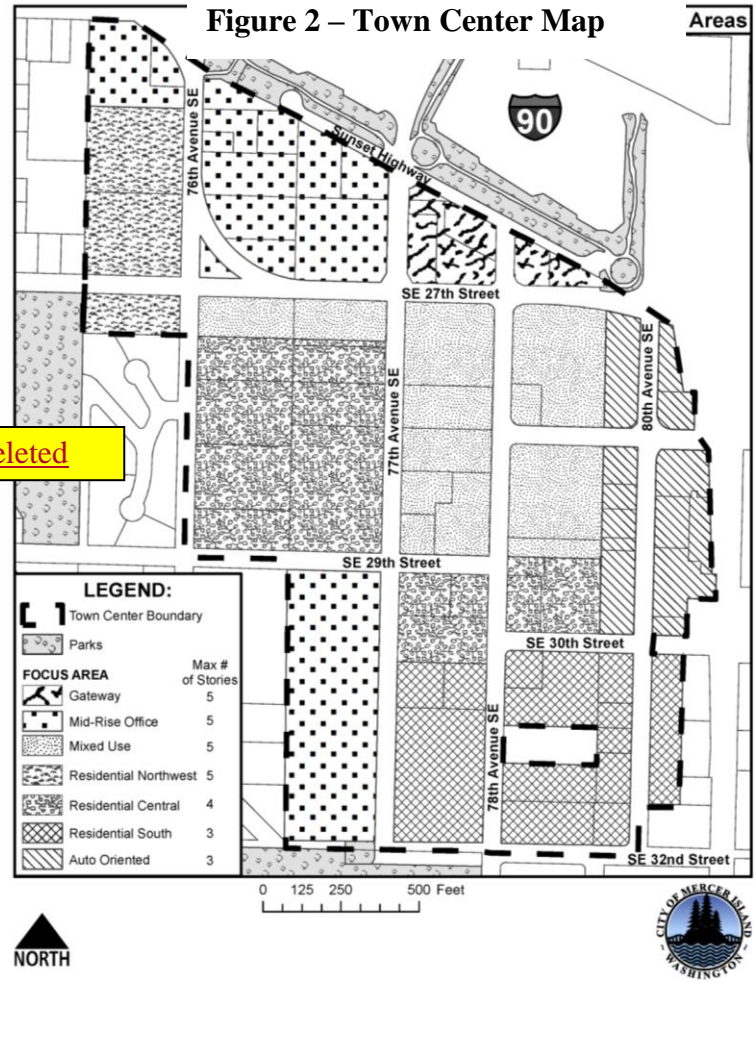 Figure 2 – Town Center Map
Areas
90
76th Avenue SE
Sunset Highway
SE 27th Street
77th Avenue SE
80th Avenue SE
eleted
SE 29th Street
SE 30th Street
78th Avenue SE
SE 32nd Street
LEGEND:
Town Center Boundary
Parks
FOCUS AREA Max # of Stories
Gateway 5
Mid-Rise Office 5
Mixed Use 5
Residential Northwest 5
Residential Central 4
Residential South 3
Auto Oriented 3
0 125 250 500 Feet
NORTH
CITY OF MERCER ISLAND
WASHINGTON